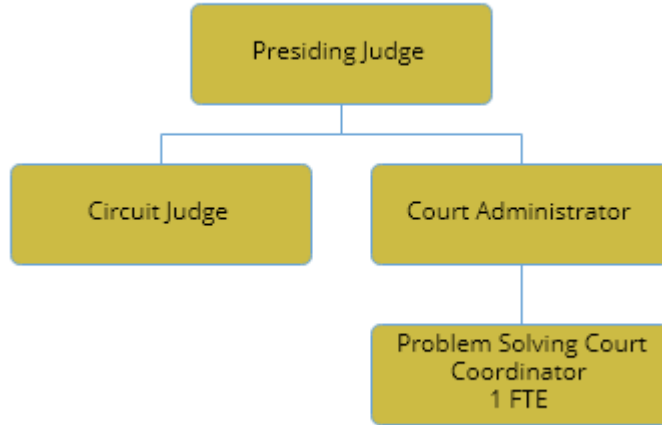 Presiding Judge
Circuit Judge
Court Administrator
Problem Solving Court
Coordinator
1 FTE